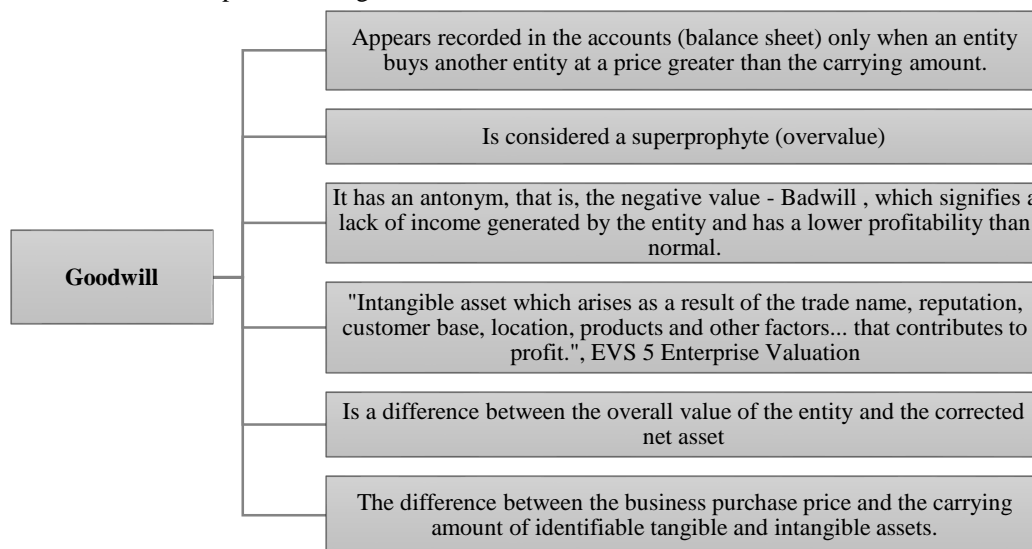 Appears recorded in the accounts (balance sheet) only when an entity
buys another entity at a price greater than the carrying amount.
Is considered a superprophyte (overvalue)
It has an antonym, that is, the negative value - Badwill , which signifies a
lack of income generated by the entity and has a lower profitability than
normal.
Goodwill
"Intangible asset which arises as a result of the trade name, reputation,
customer base, location, products and other factors... that contributes to
profit.", EVS 5 Enterprise Valuation
Is a difference between the overall value of the entity and the corrected
net asset
The difference between the business purchase price and the carrying
amount of identifiable tangible and intangible assets.